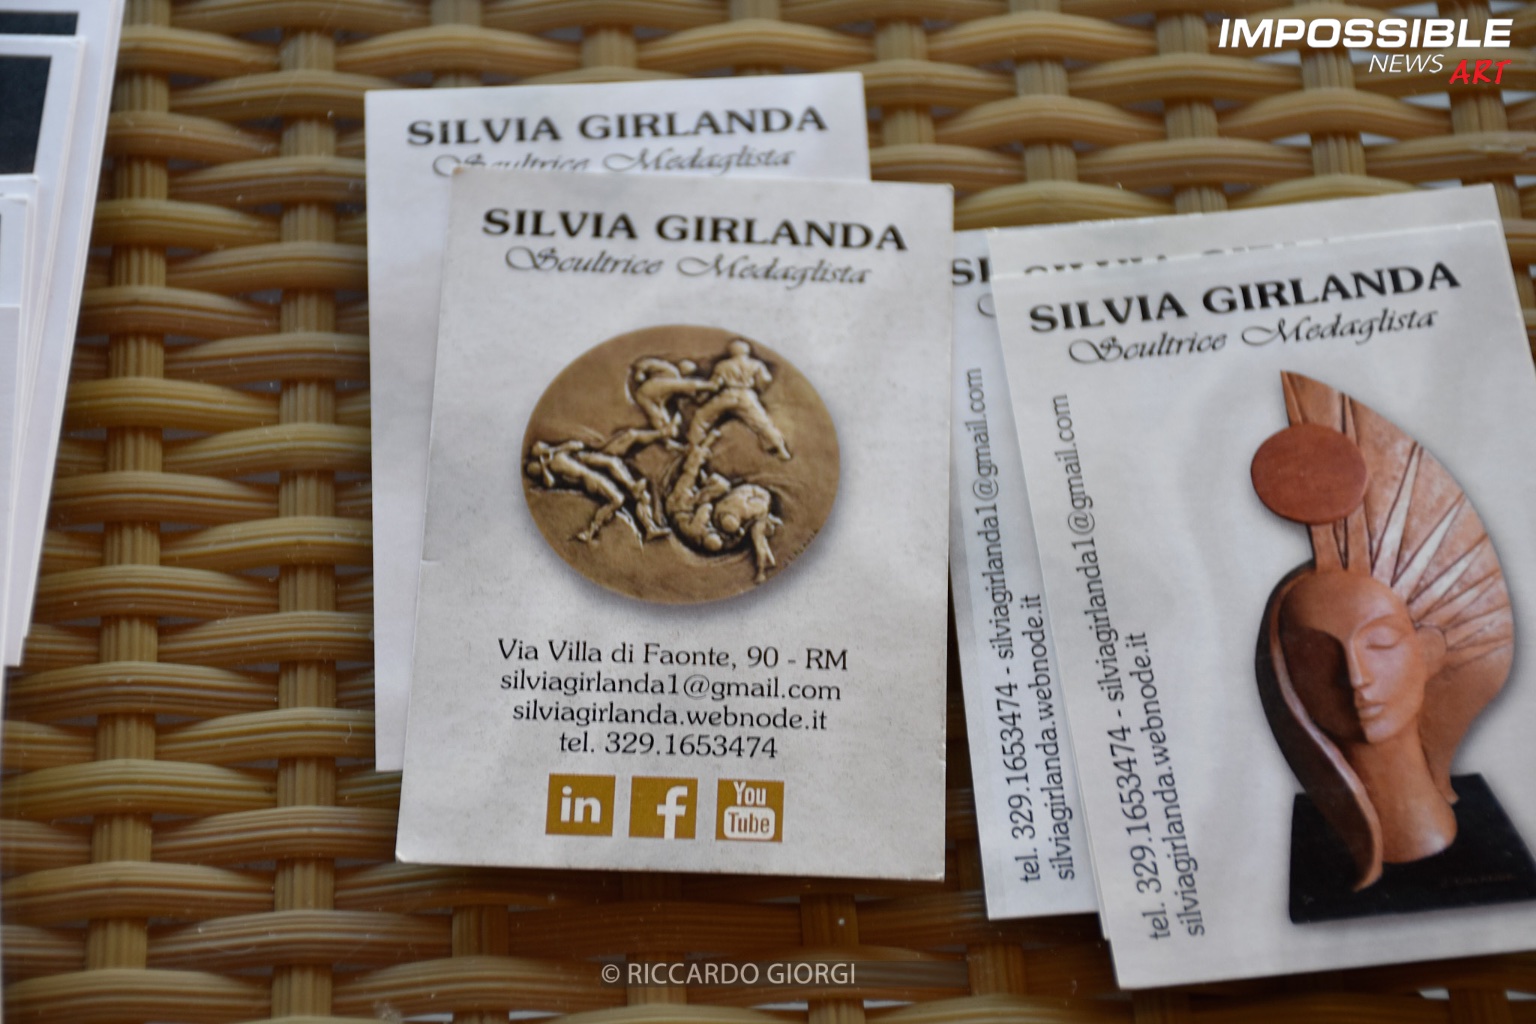 IMPOSSIBLE
NEWS ART
SILVIA GIRLANDA
Scultrice Medaglista
SILVIA GIRLANDA
Scultrice Medaglista
Via Villa di Faonte, 90 - RM
silviagirlanda1@gmail.com
silviagirlanda.webnode.it
tel. 329.1653474
in f You Tube
tel. 329.1653474 - silviagirlanda1@gmail.com
silviagirlanda.webnode.it
SILVIA GIRLANDA
Scultrice Medaglista
tel. 329.1653474 - silviagirlanda1@gmail.com
silviagirlanda.webnode.it
© RICCARDO GIORGI